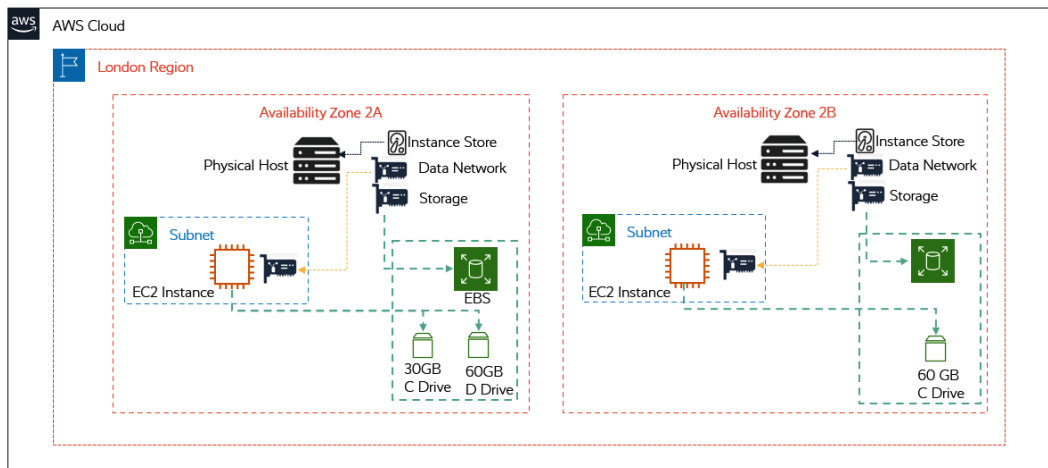 aws
AWS Cloud
London Region
Availability Zone 2A
Instance Store
Physical Host
Data Network
Storage
Subnet
EC2 Instance
EBS
30GB
C Drive
60GB
D Drive
Availability Zone 2B
Instance Store
Physical Host
Data Network
Storage
Subnet
EC2 Instance
60 GB
C Drive